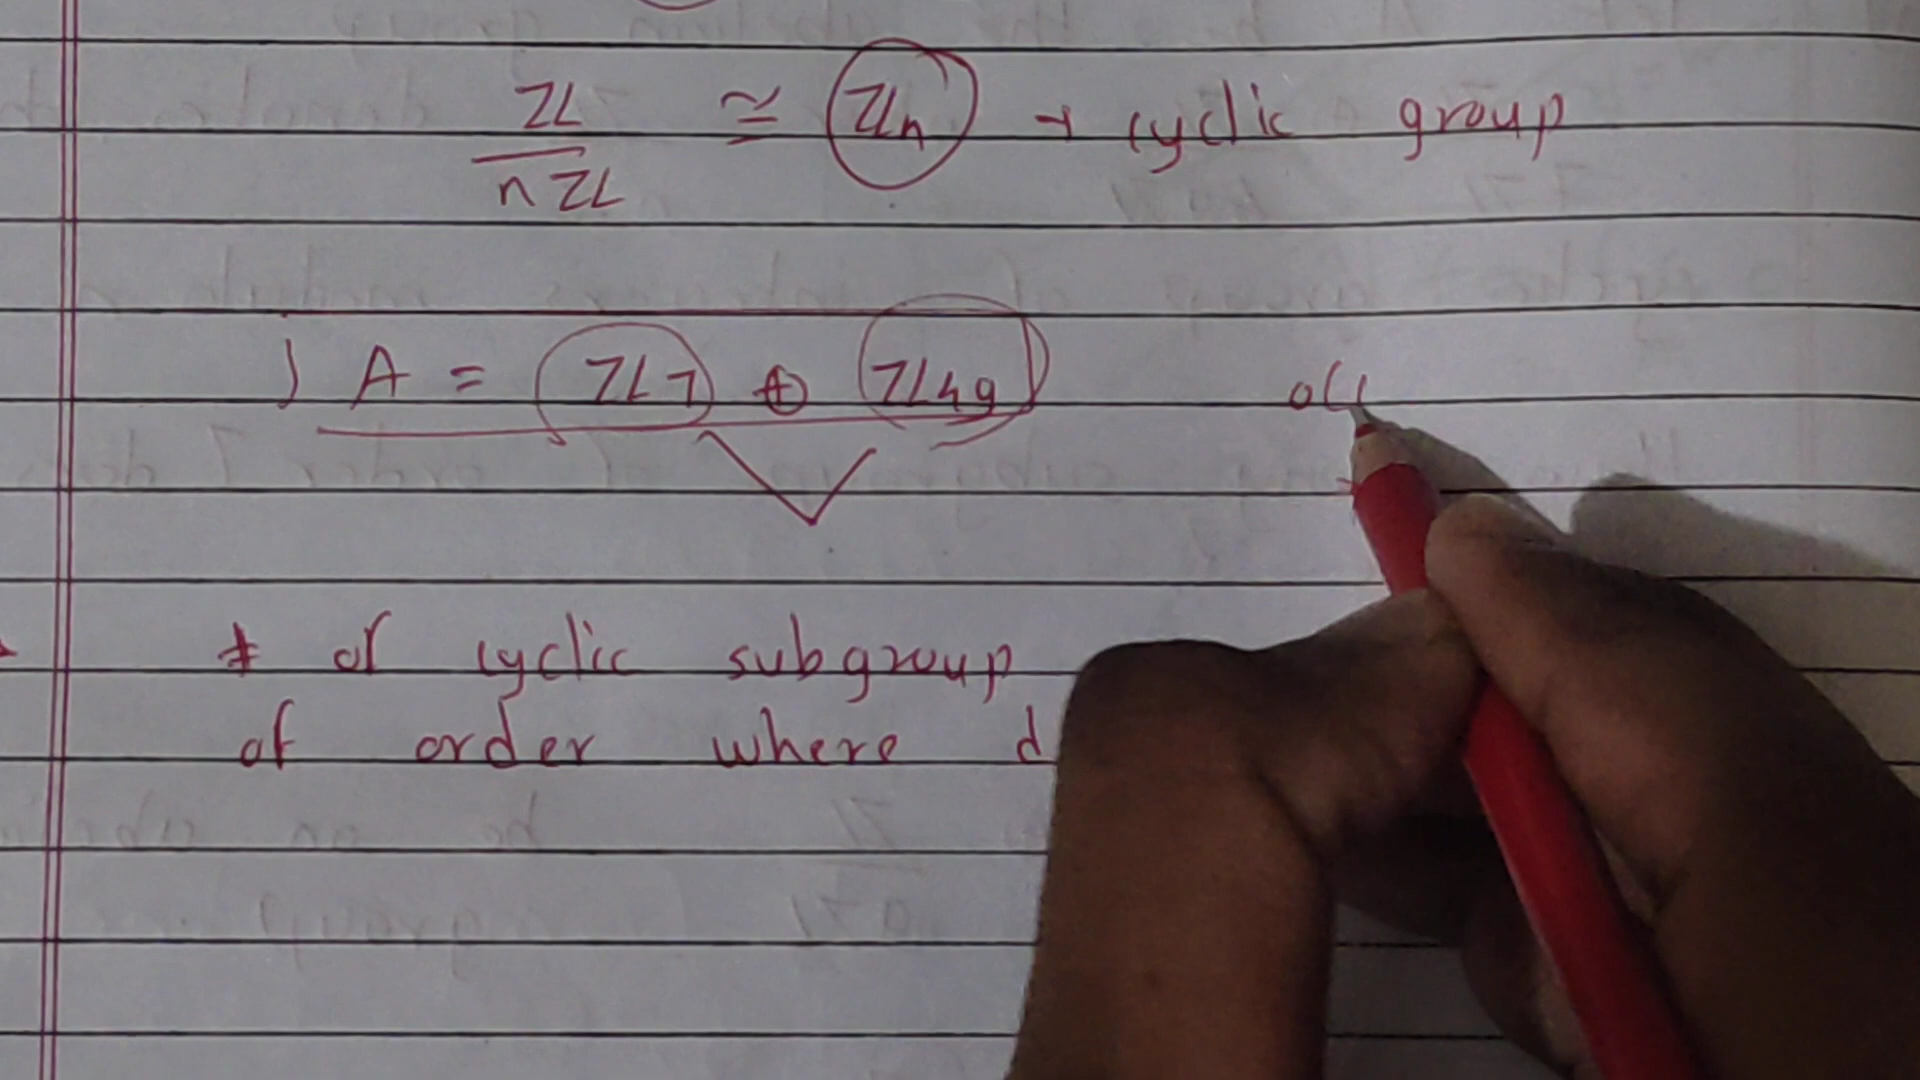 ℤ
nℤ ≅ ℤn → cyclic group
) A = ℤ7 ⊕ ℤ49 o(
# of cyclic subgroup
of order where d